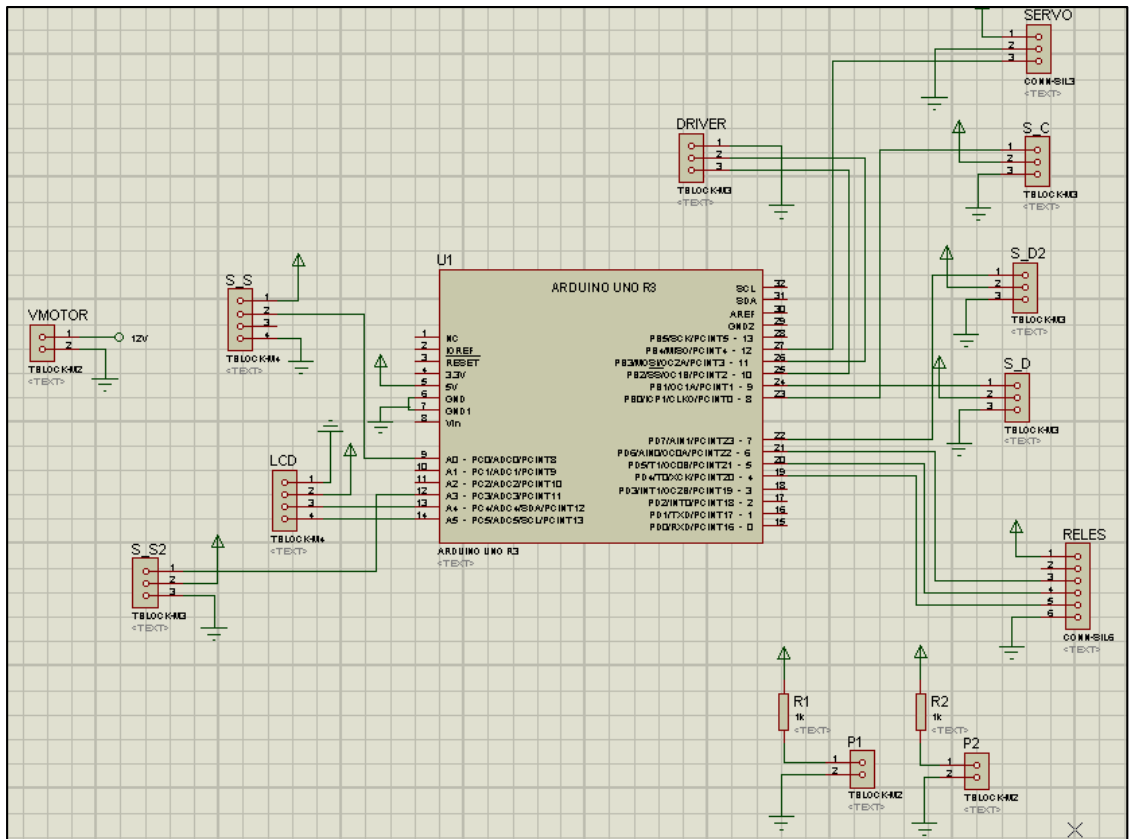 SERVO
1
2
3
CONN-SIL3
<TEXT>
DRIVER
1
2
3
TBLOCK-M3
<TEXT>
S_C
1
2
3
TBLOCK-M3
<TEXT>
S_S
1
2
3
4
TBLOCK-M4
<TEXT>
VMOTOR
1
2
12V
TBLOCK-M2
<TEXT>
S_D2
1
2
3
TBLOCK-M3
<TEXT>
S_D
1
2
3
TBLOCK-M3
<TEXT>
U1
ARDUINO UNO R3
1 NC
2 IOREF
3 RESET
4 3.3V
5 5V
6 GND
7 GND1
8 Vin
9 A0 - PC0/ADC0/PCINT8
10 A1 - PC1/ADC1/PCINT9
11 A2 - PC2/ADC2/PCINT10
12 A3 - PC3/ADC3/PCINT11
13 A4 - PC4/ADC4/SDA/PCINT12
14 A5 - PC5/ADC5/SCL/PCINT13
SCL 32
SDA 31
AREF 30
GND2 29
PB5/SCK/PCINT5 - 13 28
PB4/MISO/PCINT4 - 12 27
PB3/MOSI/OC2A/PCINT3 - 11 26
PB2/SS/OC1B/PCINT2 - 10 25
PB1/OC1A/PCINT1 - 9 24
PB0/ICP1/CLKO/PCINT0 - 8 23
PD7/AIN1/PCINT23 - 7 22
PD6/AIN0/OC0A/PCINT22 - 6 21
PD5/T1/OC0B/PCINT21 - 5 20
PD4/T0/XCK/PCINT20 - 4 19
PD3/INT1/OC2B/PCINT19 - 3 18
PD2/INT0/PCINT18 - 2 17
PD1/TXD/PCINT17 - 1 16
PD0/RXD/PCINT16 - 0 15
ARDUINO UNO R3
<TEXT>
LCD
1
2
3
4
TBLOCK-M4
<TEXT>
S_S2
1
2
3
TBLOCK-M3
<TEXT>
RELES
1
2
3
4
5
6
CONN-SIL6
<TEXT>
R1
1k
<TEXT>
R2
1k
<TEXT>
P1
1
2
TBLOCK-M2
<TEXT>
P2
1
2
TBLOCK-M2
<TEXT>